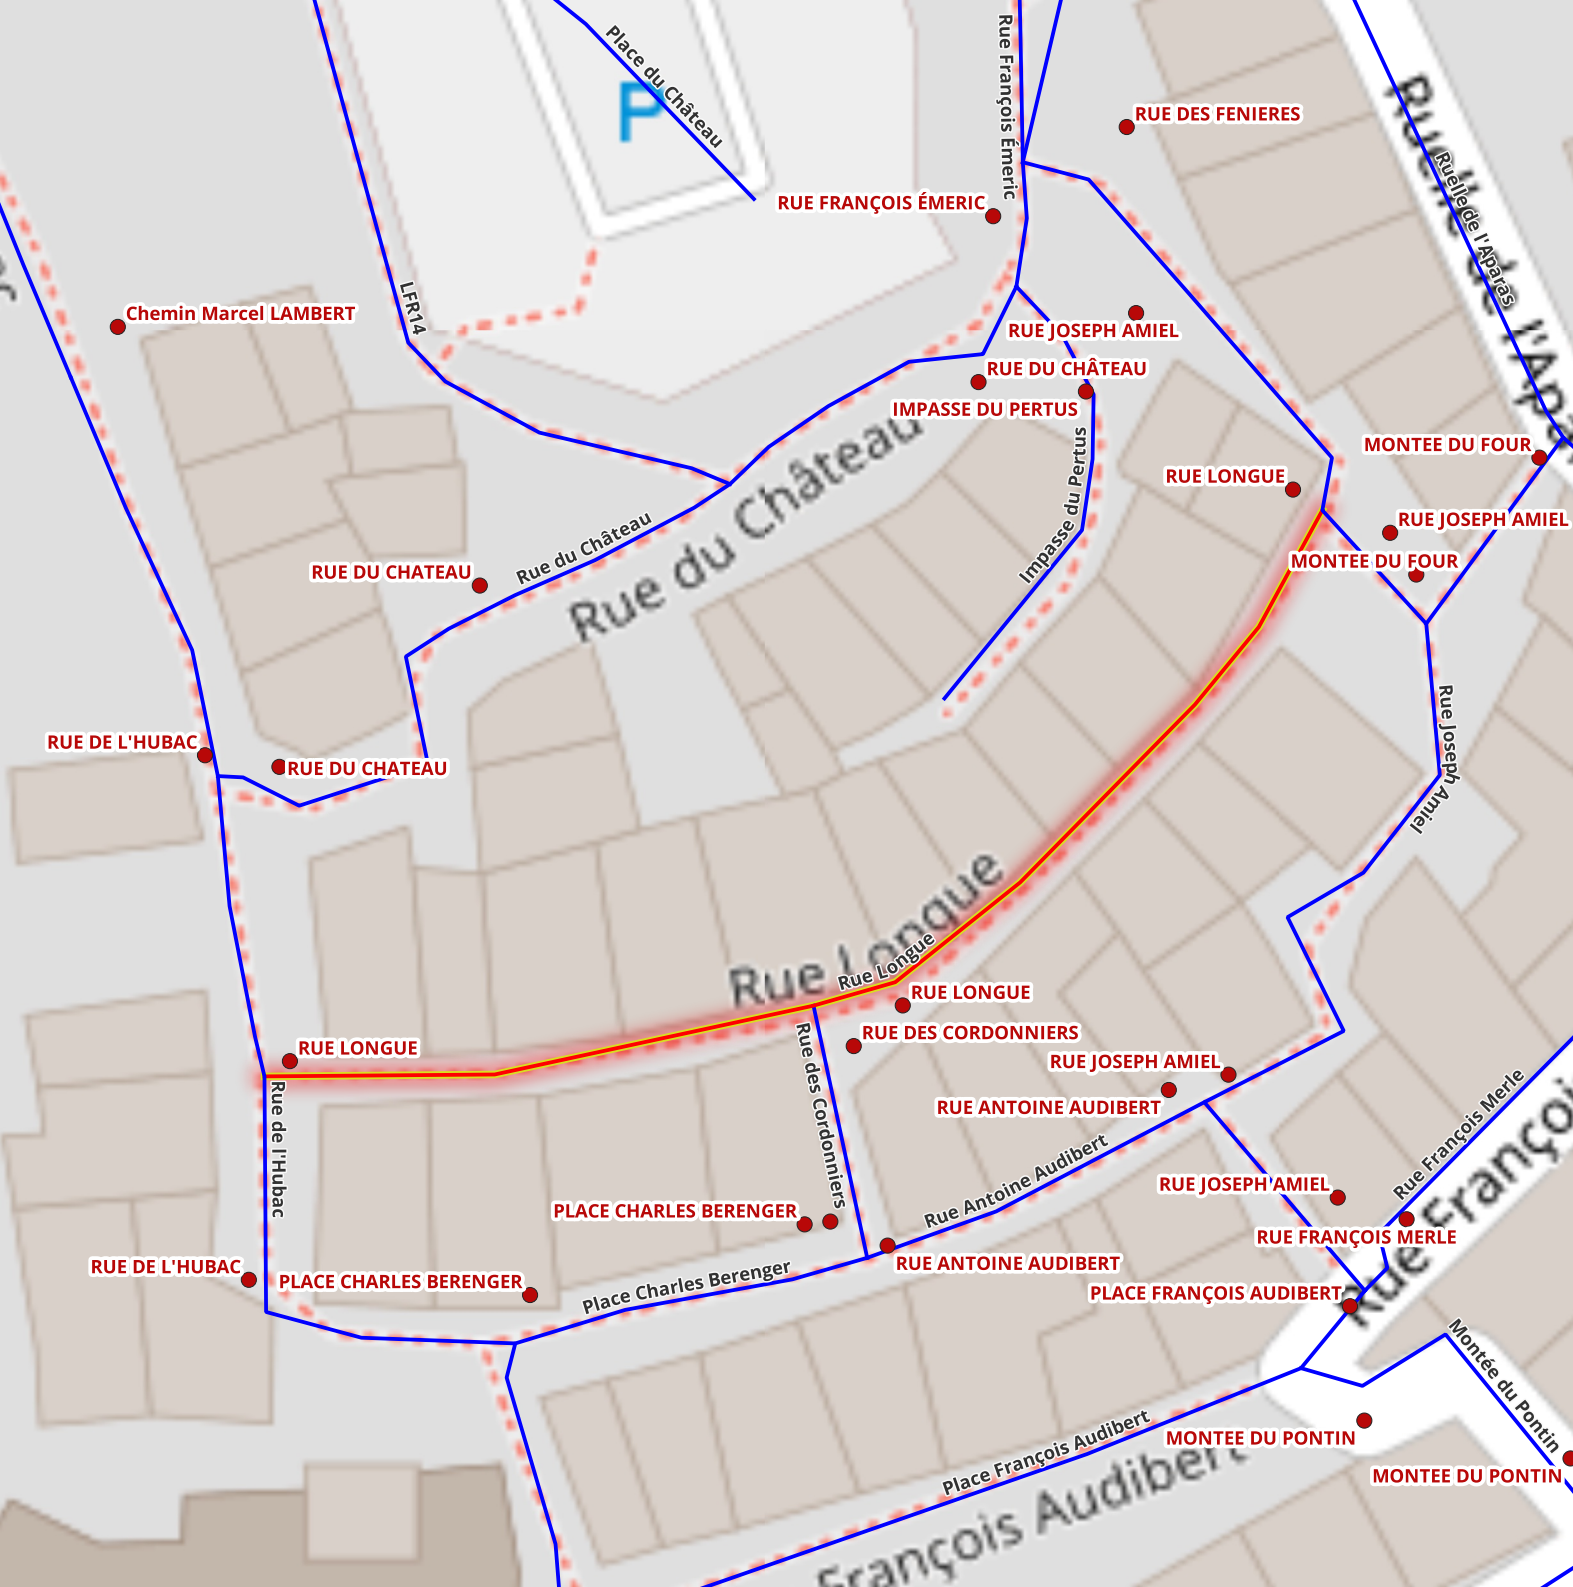 Place du Château
P
Rue François Émeric
RUE DES FENIERES
Ruelle de l'Apara
Ruelle de l'Aparas
RUE FRANÇOIS ÉMERIC
Chemin Marcel LAMBERT
LFR14
RUE JOSEPH AMIEL
RUE DU CHÂTEAU
IMPASSE DU PERTUS
MONTEE DU FOUR
Rue du Château
Impasse du Pertus
RUE LONGUE
RUE JOSEPH AMIEL
Rue du Château
MONTEE DU FOUR
RUE DU CHATEAU
RUE DE L'HUBAC
RUE DU CHATEAU
Rue Joseph Amiel
Rue Longue
Rue Longue
RUE LONGUE
RUE DES CORDONNIERS
RUE LONGUE
RUE JOSEPH AMIEL
Rue de l'Hubac
Rue des Cordonniers
RUE ANTOINE AUDIBERT
Rue François Merle
Rue Antoine Audibert
RUE JOSEPH AMIEL
PLACE CHARLES BERENGER
Rue François
RUE FRANÇOIS MERLE
RUE DE L'HUBAC
PLACE CHARLES BERENGER
Place Charles Berenger
RUE ANTOINE AUDIBERT
PLACE FRANÇOIS AUDIBERT
Montée du Pontin
Place François Audibert
MONTEE DU PONTIN
MONTEE DU PONTIN
François Audibert